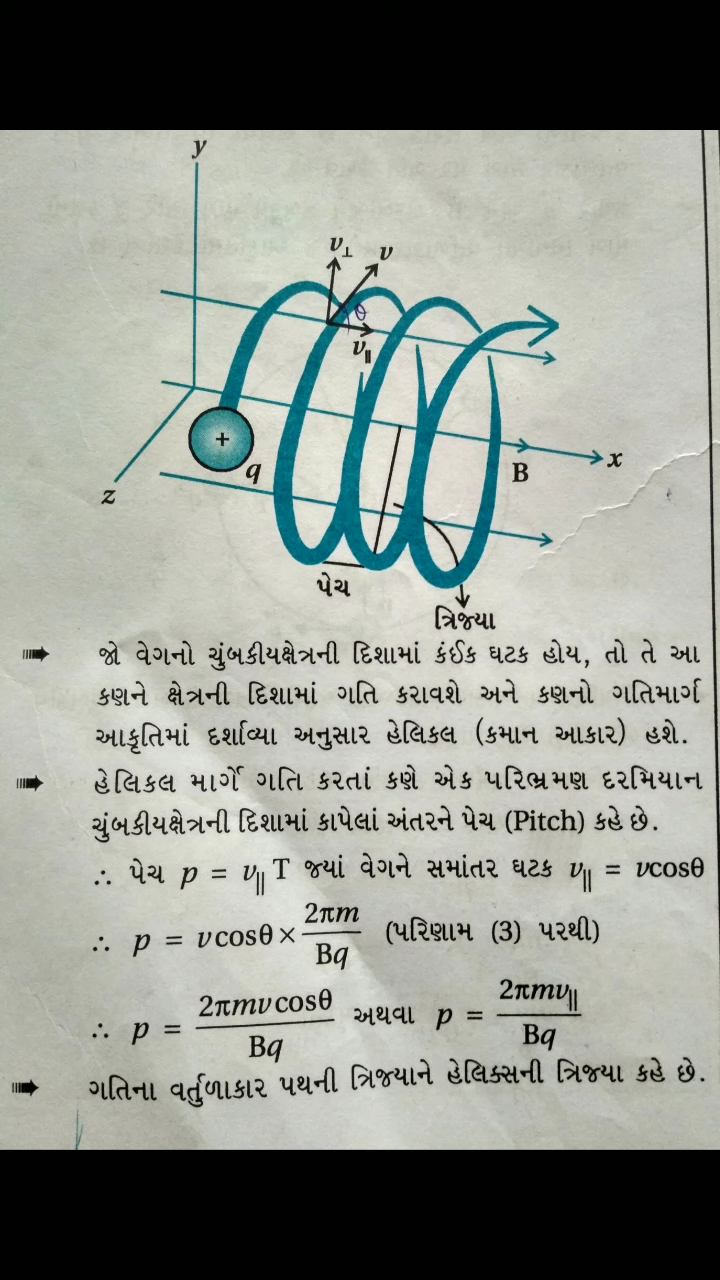 y
v⊥
v
θ
v||
+
q
B
x
z
પેચ
ત્રિજ્યા
જો વેગનો ચુંબકીયક્ષેત્રની દિશામાં કંઈક ઘટક હોય, તો તે આ
કણને ક્ષેત્રની દિશામાં ગતિ કરાવશે અને કણનો ગતિમાર્ગ
આકૃતિમાં દર્શાવ્યા અનુસાર હેલિકલ (કમાન આકાર) હશે.
હેલિકલ માર્ગે ગતિ કરતાં કણે એક પરિભ્રમણ દરમિયાન
ચુંબકીયક્ષેત્રની દિશામાં કાપેલાં અંતરને પેચ (Pitch) કહે છે.
∴ પેચ p = v|| T જ્યાં વેગને સમાંતર ઘટક v|| = vcosθ
∴ p = vcosθ × 2πm / Bq (પરિણામ (3) પરથી)
∴ p = 2πmvcosθ / Bq અથવા p = 2πmv|| / Bq
ગતિના વર્તુળાકાર પથની ત્રિજ્યાને હેલિક્સની ત્રિજ્યા કહે છે.